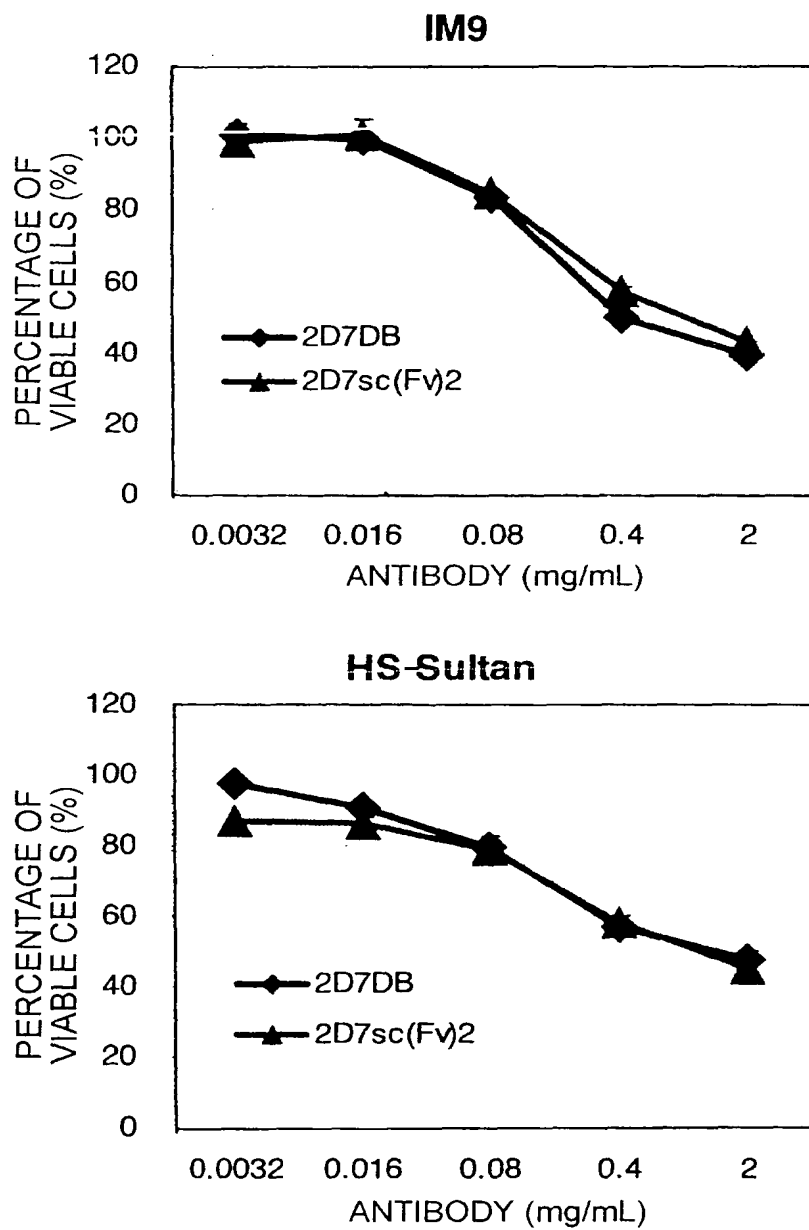 IM9
PERCENTAGE OF
VIABLE CELLS (%)
120
100
80
60
40
20
0
2D7DB
2D7sc(Fv)2
0.0032 0.016 0.08 0.4 2
ANTIBODY (mg/mL)
HS-Sultan
PERCENTAGE OF
VIABLE CELLS (%)
120
100
80
60
40
20
0
2D7DB
2D7sc(Fv)2
0.0032 0.016 0.08 0.4 2
ANTIBODY (mg/mL)